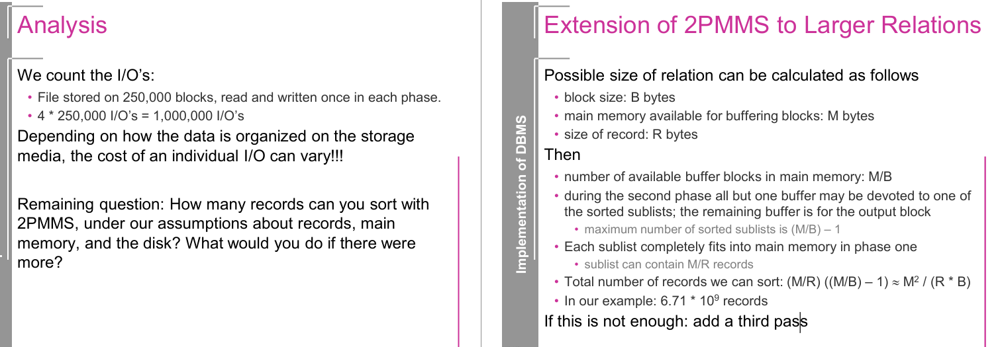 Analysis
We count the I/O’s:
• File stored on 250,000 blocks, read and written once in each phase.
• 4 * 250,000 I/O’s = 1,000,000 I/O’s
Depending on how the data is organized on the storage
media, the cost of an individual I/O can vary!!!
Remaining question: How many records can you sort with
2PMMS, under our assumptions about records, main
memory, and the disk? What would you do if there were
more?
Implementation of DBMS
Extension of 2PMMS to Larger Relations
Possible size of relation can be calculated as follows
• block size: B bytes
• main memory available for buffering blocks: M bytes
• size of record: R bytes
Then
• number of available buffer blocks in main memory: M/B
• during the second phase all but one buffer may be devoted to one of
the sorted sublists; the remaining buffer is for the output block
• maximum number of sorted sublists is (M/B) – 1
• Each sublist completely fits into main memory in phase one
• sublist can contain M/R records
• Total number of records we can sort: (M/R) ((M/B) – 1) ≈ M² / (R * B)
• In our example: 6.71 * 10⁹ records
If this is not enough: add a third pass